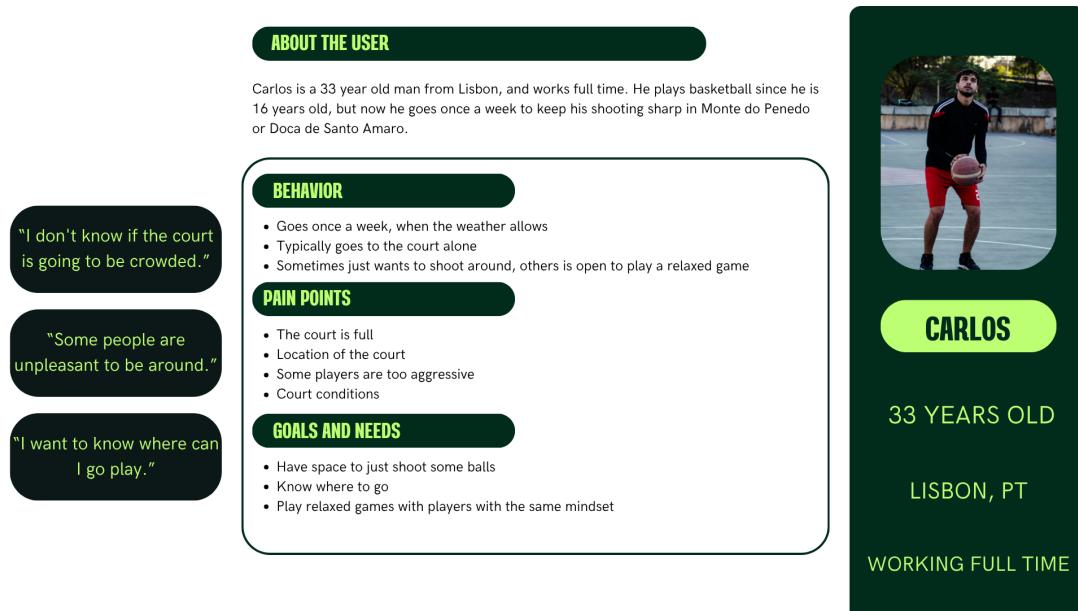 ABOUT THE USER
Carlos is a 33 year old man from Lisbon, and works full time. He plays basketball since he is
16 years old, but now he goes once a week to keep his shooting sharp in Monte do Penedo
or Doca de Santo Amaro.
"I don't know if the court
is going to be crowded."
"Some people are
unpleasant to be around."
"I want to know where can
I go play."
BEHAVIOR
• Goes once a week, when the weather allows
• Typically goes to the court alone
• Sometimes just wants to shoot around, others is open to play a relaxed game
PAIN POINTS
• The court is full
• Location of the court
• Some players are too aggressive
• Court conditions
GOALS AND NEEDS
• Have space to just shoot some balls
• Know where to go
• Play relaxed games with players with the same mindset
CARLOS
33 YEARS OLD
LISBON, PT
WORKING FULL TIME